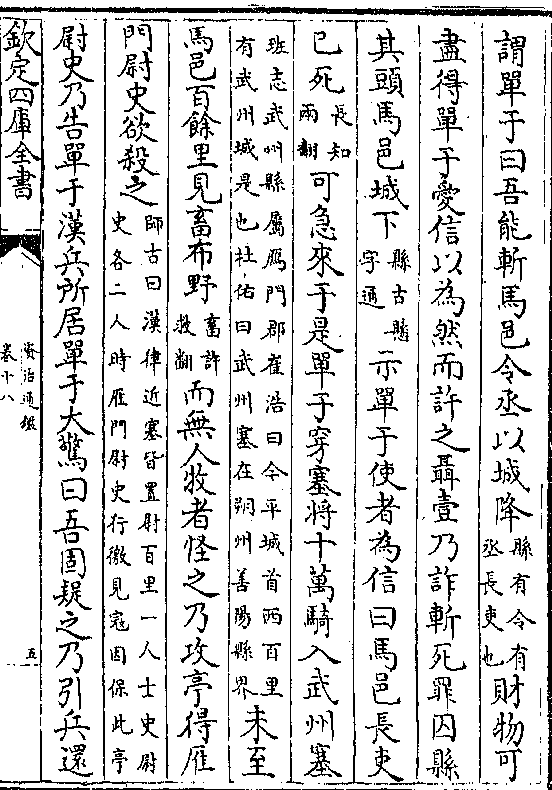 謂單于曰吾能斬馬邑令丞以城降縣有令有丞長吏也財物可
盡得單于愛信以為然而許之聶壹乃詐斬死罪囚縣
其頭馬邑城下縣古懸字通示單于使者為信曰馬邑長吏
已死長知兩翻可急來于是單于穿塞將十萬騎入武州塞
班志武州縣屬鴈門郡崔浩曰今平城首西百里有武州城是也杜佑曰武州塞在朔州善陽縣界未至
馬邑百餘里見畜布野畜許救翻而無人牧者怪之乃攻亭得雁
門尉史欲殺之師古曰漢律近塞皆置尉百里一人士史尉史各二人時雁門尉史行徼見寇因保此亭
尉史乃告單于漢兵所居單于大驚曰吾固疑之乃引兵還
欽定四庫全書
資治通鑑
卷十八
五